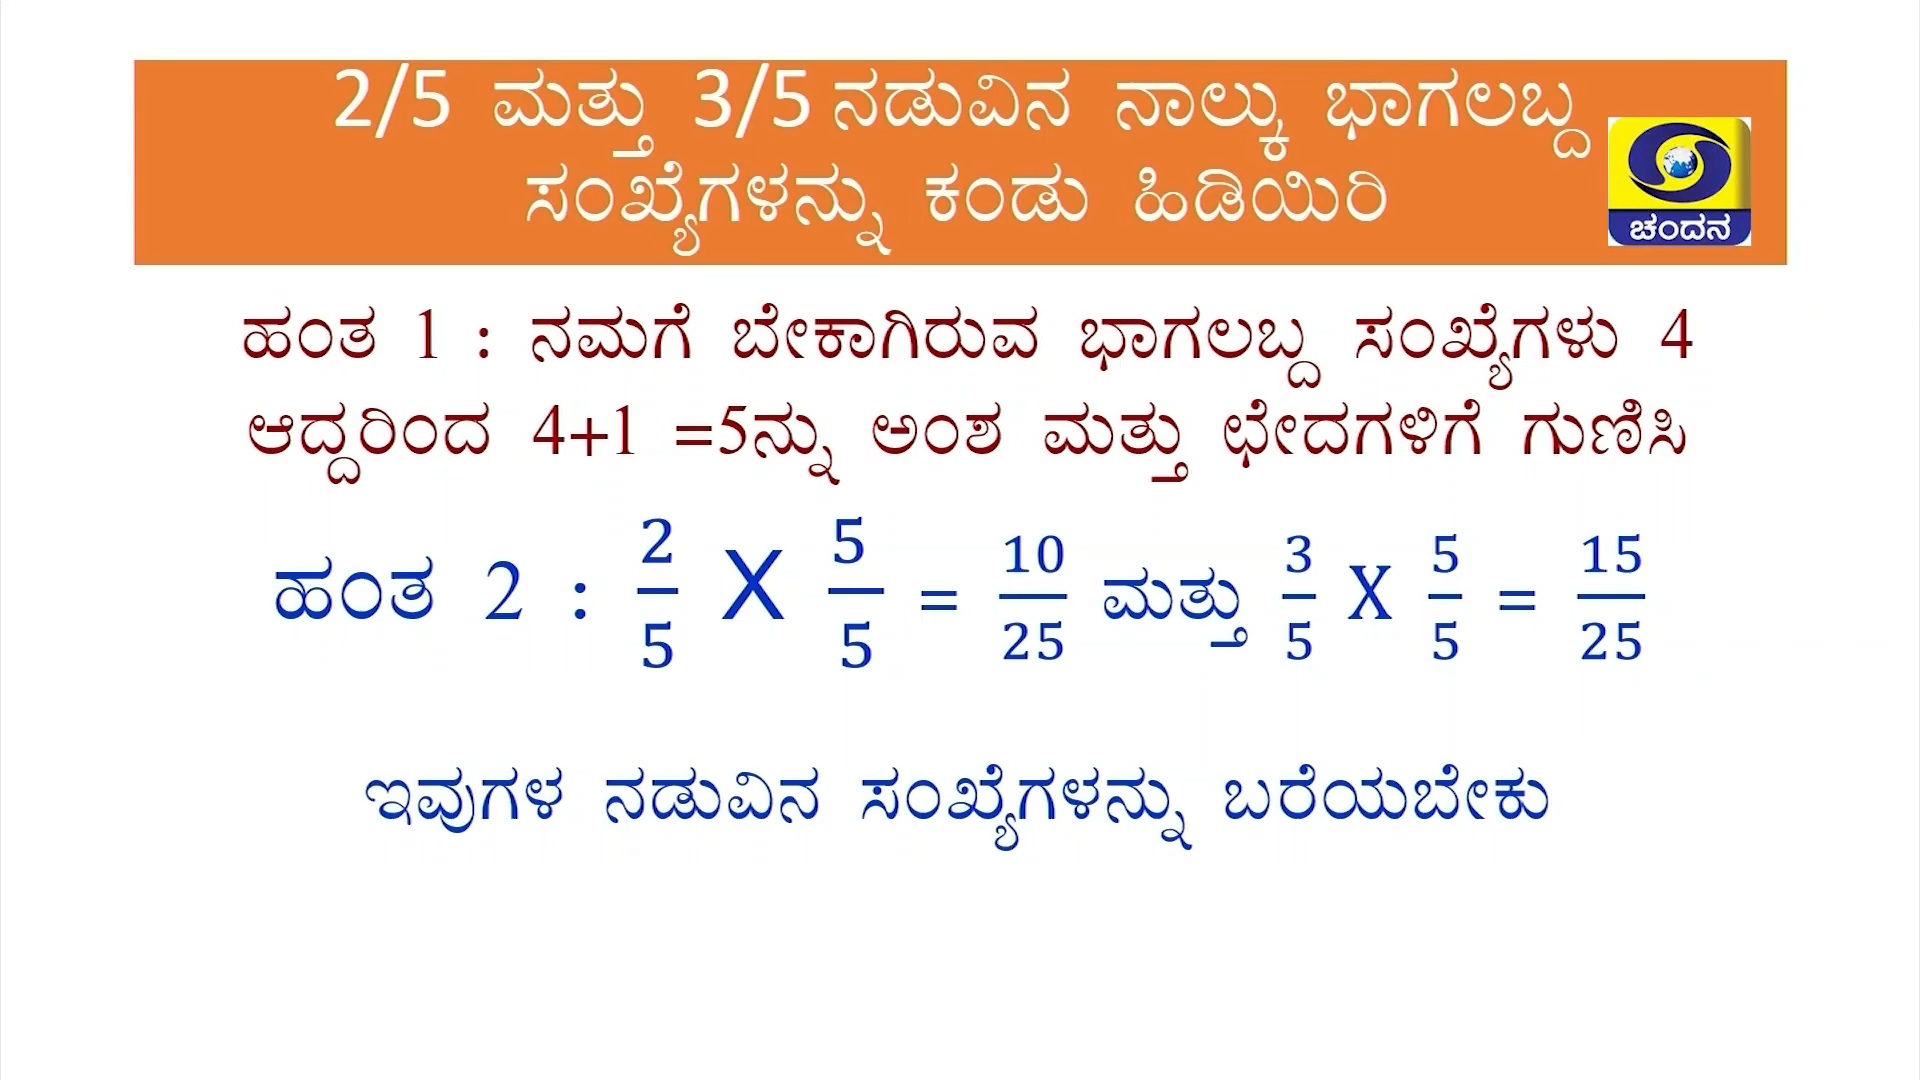 2/5 ಮತ್ತು 3/5 ನಡುವಿನ ನಾಲ್ಕು ಭಾಗಲಬ್ದ
ಸಂಖ್ಯೆಗಳನ್ನು ಕಂಡು ಹಿಡಿಯಿರಿ
ಚಂದನ
ಹಂತ 1 : ನಮಗೆ ಬೇಕಾಗಿರುವ ಭಾಗಲಬ್ದ ಸಂಖ್ಯೆಗಳು 4
ಆದ್ದರಿಂದ 4+1 =5ನ್ನು ಅಂಶ ಮತ್ತು ಛೇದಗಳಿಗೆ ಗುಣಿಸಿ
ಹಂತ 2 : 2/5 X 5/5 = 10/25 ಮತ್ತು 3/5 X 5/5 = 15/25
ಇವುಗಳ ನಡುವಿನ ಸಂಖ್ಯೆಗಳನ್ನು ಬರೆಯಬೇಕು